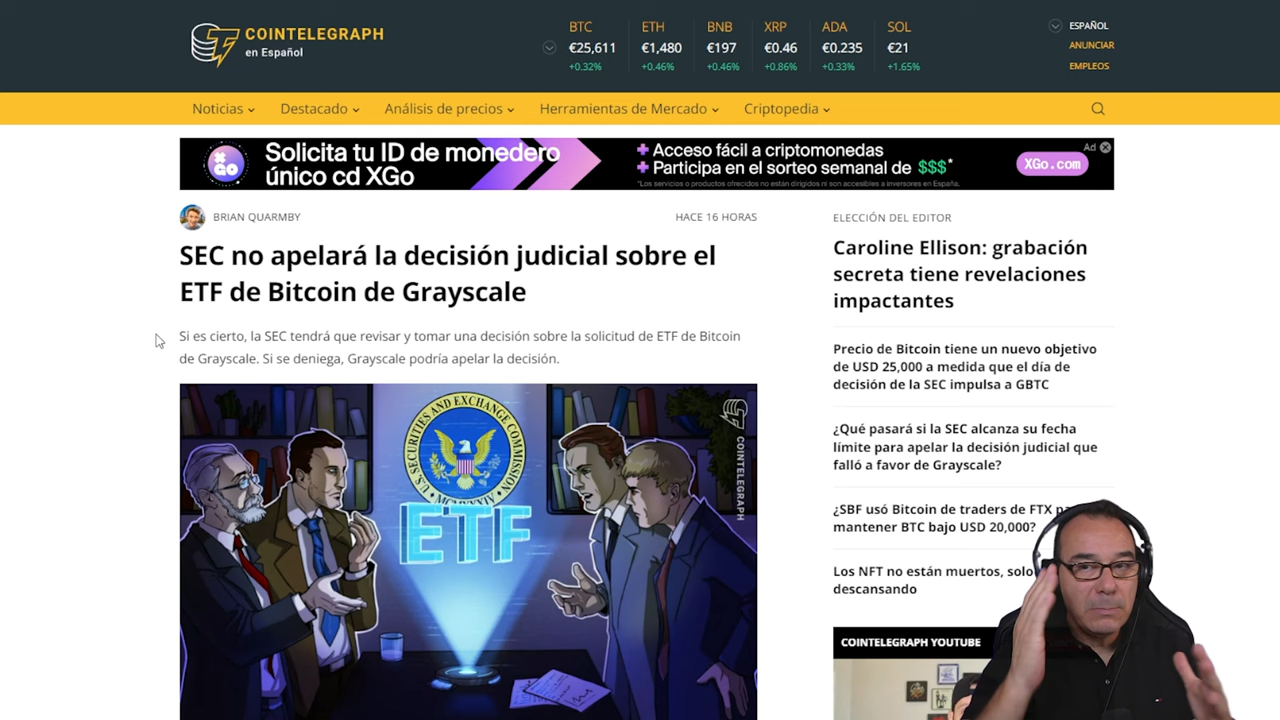 COINTELEGRAPH
en Español
BTC
€25,611
+0.32%
ETH
€1,480
+0.46%
BNB
€197
+0.46%
XRP
€0.46
+0.86%
ADA
€0.235
+0.33%
SOL
€21
+1.65%
ESPAÑOL
ANUNCIAR
EMPLEOS
Noticias
Destacado
Análisis de precios
Herramientas de Mercado
Criptopedia
XGO
Solicita tu ID de monedero
único cd XGo
Acceso fácil a criptomonedas
Participa en el sorteo semanal de $$$*
*Los servicios o productos ofrecidos no están dirigidos ni son accesibles a inversores en España.
Ad
XGo.com
BRIAN QUARMBY
HACE 16 HORAS
SEC no apelará la decisión judicial sobre el
ETF de Bitcoin de Grayscale
Si es cierto, la SEC tendrá que revisar y tomar una decisión sobre la solicitud de ETF de Bitcoin
de Grayscale. Si se deniega, Grayscale podría apelar la decisión.
U.S. SECURITIES AND EXCHANGE COMMISSION
MCMXXXIV
ETF
COINTELEGRAPH
ELECCIÓN DEL EDITOR
Caroline Ellison: grabación
secreta tiene revelaciones
impactantes
Precio de Bitcoin tiene un nuevo objetivo
de USD 25,000 a medida que el día de
decisión de la SEC impulsa a GBTC
¿Qué pasará si la SEC alcanza su fecha
límite para apelar la decisión judicial que
falló a favor de Grayscale?
¿SBF usó Bitcoin de traders de FTX
mantener BTC bajo USD 20,000?
Los NFT no están muertos, solo
descansando
COINTELEGRAPH YOUTUBE